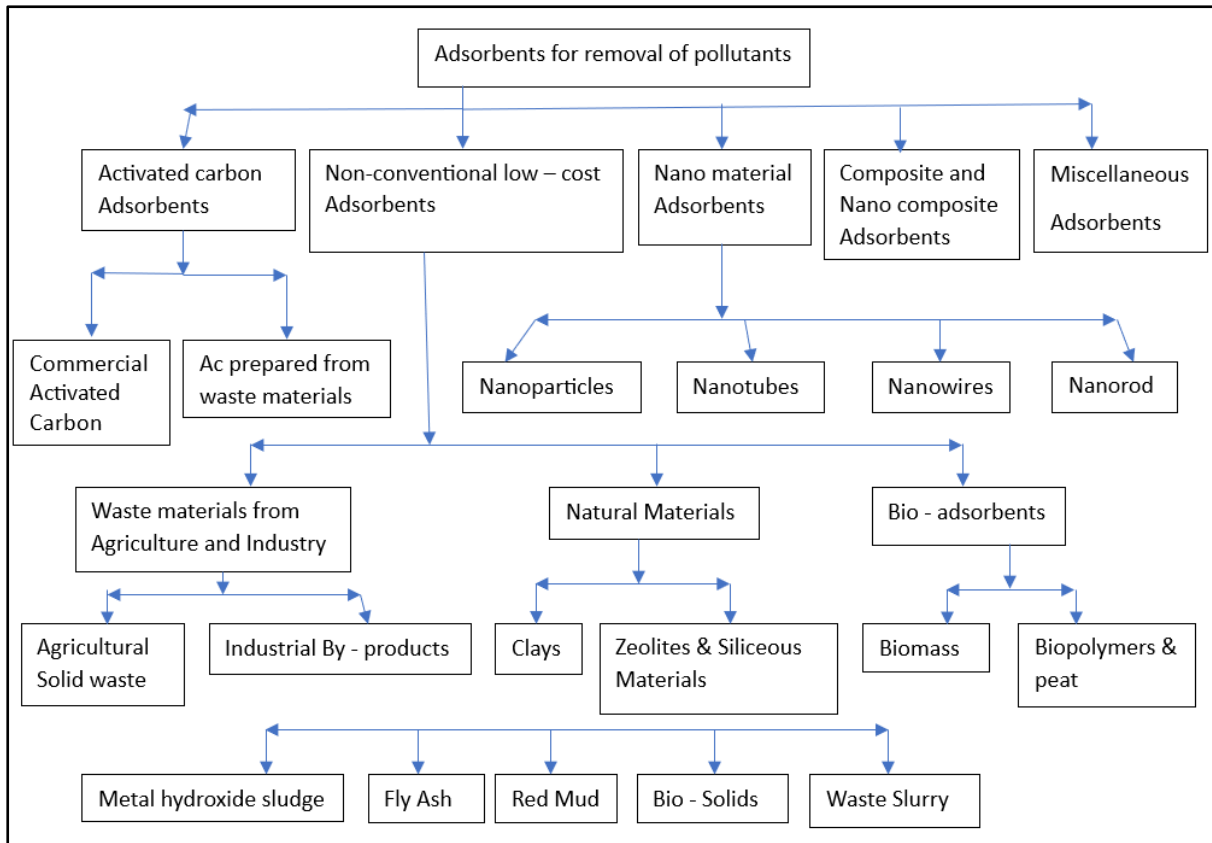 Adsorbents for removal of pollutants
Activated carbon
Adsorbents
Non-conventional low – cost
Adsorbents
Nano material
Adsorbents
Composite and
Nano composite
Adsorbents
Miscellaneous
Adsorbents
Commercial
Activated
Carbon
Ac prepared from
waste materials
Nanoparticles
Nanotubes
Nanowires
Nanorod
Waste materials from
Agriculture and Industry
Natural Materials
Bio - adsorbents
Agricultural
Solid waste
Industrial By - products
Clays
Zeolites & Siliceous
Materials
Biomass
Biopolymers &
peat
Metal hydroxide sludge
Fly Ash
Red Mud
Bio - Solids
Waste Slurry